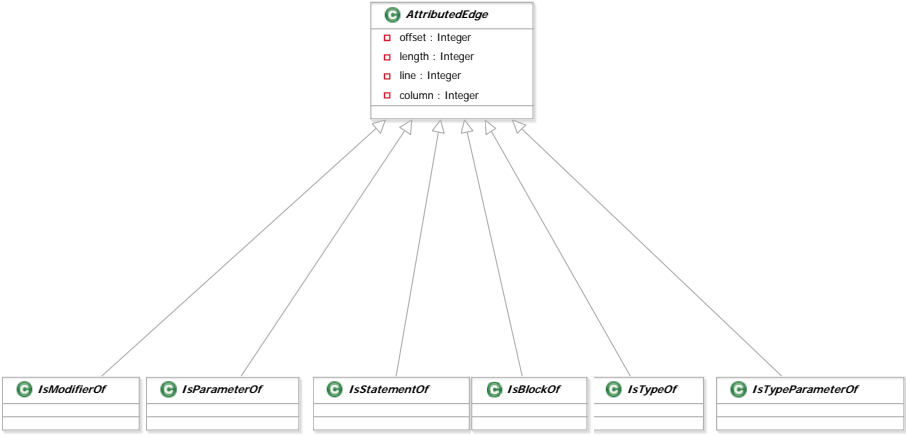 C AttributedEdge
offset : Integer
length : Integer
line : Integer
column : Integer
C IsModifierOf
C IsParameterOf
C IsStatementOf
C IsBlockOf
C IsTypeOf
C IsTypeParameterOf